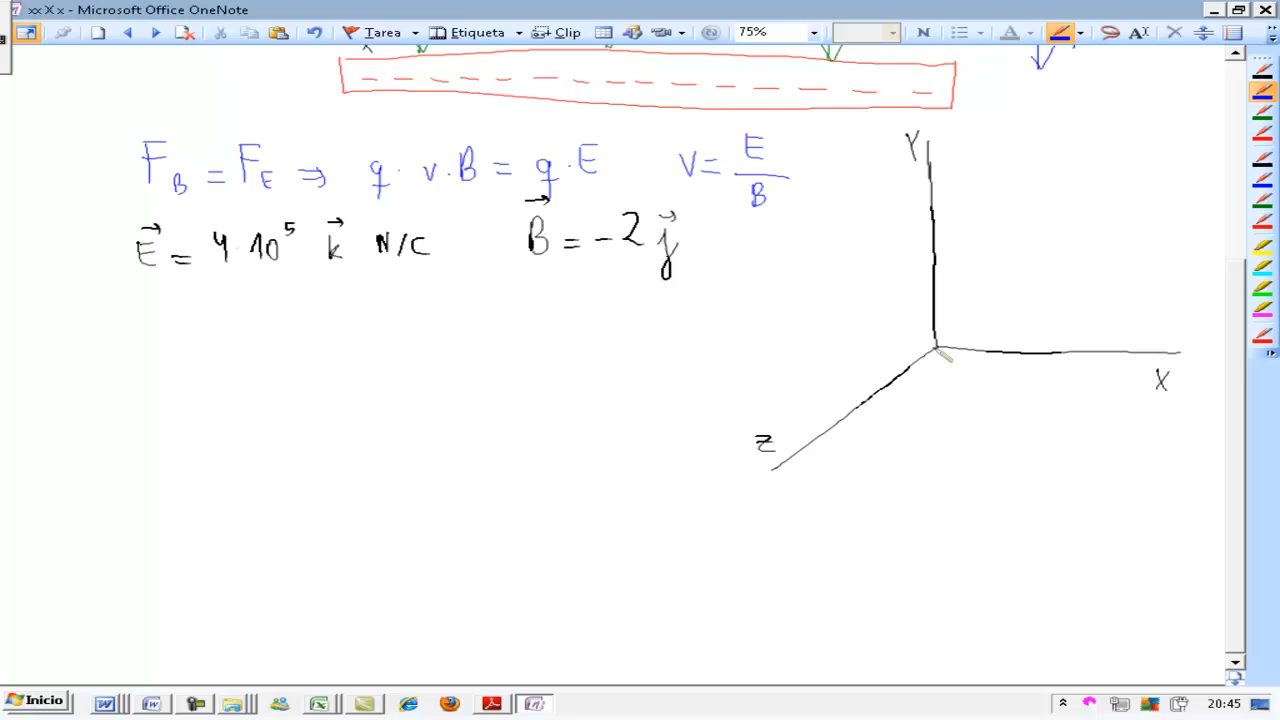 xx X x - Microsoft Office OneNote
Tarea Etiqueta Clip 75% N A
F_B = F_E ⇒ q · v · B = q · E V = E/B
E⃗ = 4 · 10⁵ k⃗ N/C B⃗ = -2 j⃗
Y
X
Z
Inicio
20:45